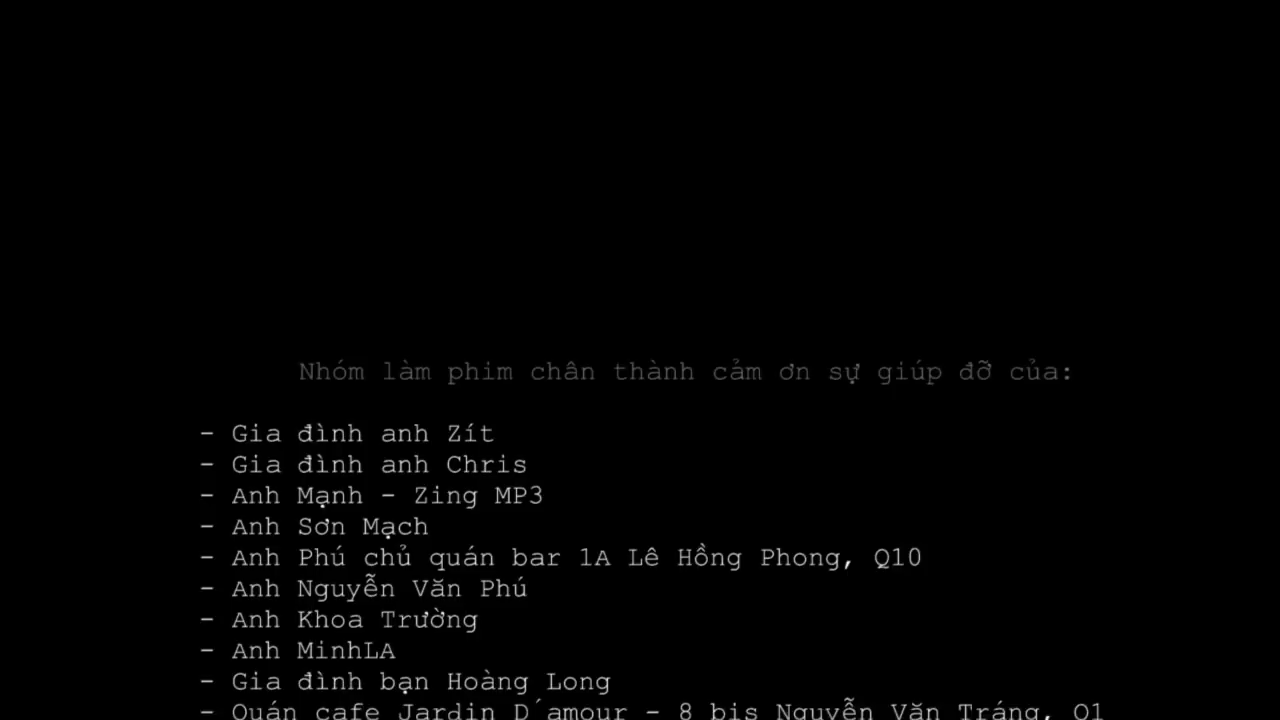 Nhóm làm phim chân thành cảm ơn sự giúp đỡ của:
- Gia đình anh Zít
- Gia đình anh Chris
- Anh Mạnh - Zing MP3
- Anh Sơn Mạch
- Anh Phú chủ quán bar 1A Lê Hồng Phong, Q10
- Anh Nguyễn Văn Phú
- Anh Khoa Trường
- Anh MinhLA
- Gia đình bạn Hoàng Long
- Quán cafe Jardin D´amour - 8 bis Nguyễn Văn Tráng, Q1